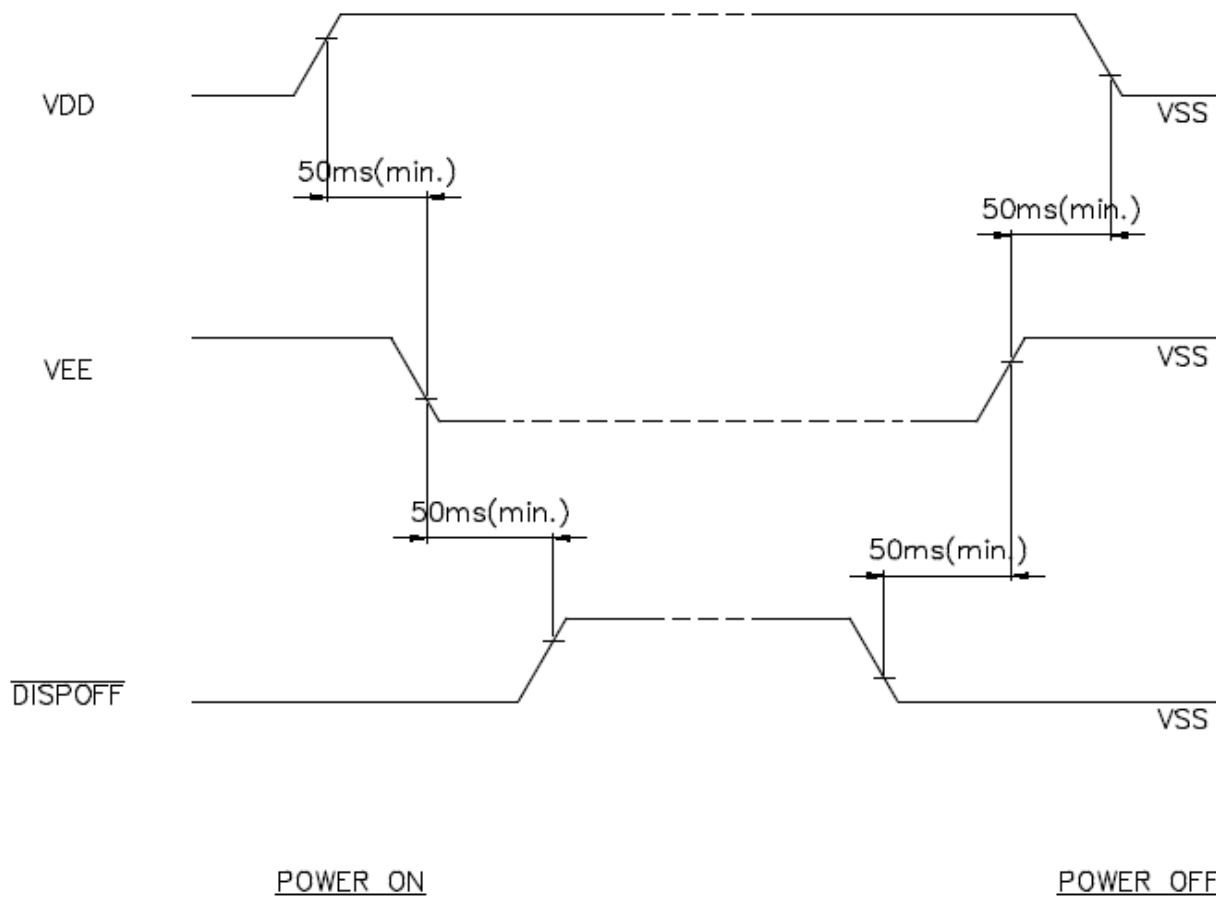 VDD
VSS
50ms(min.)
50ms(min.)
VEE
VSS
50ms(min.)
50ms(min.)
DISPOFF
VSS
POWER ON
POWER OFF